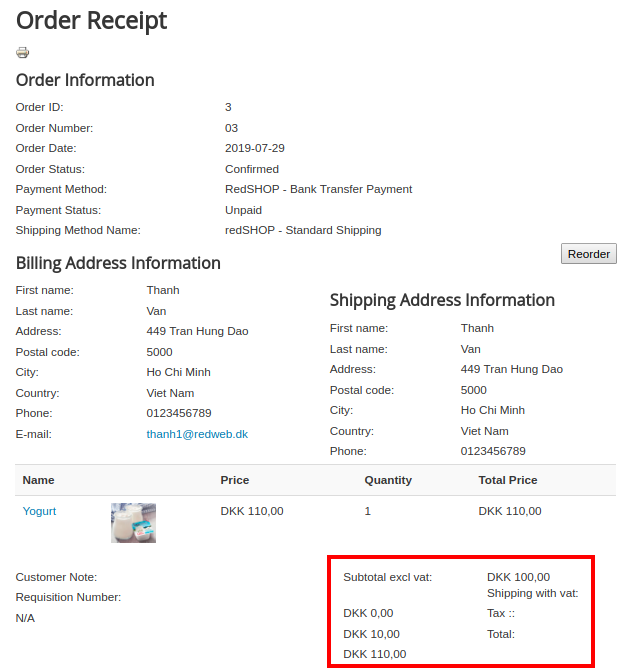 Order Receipt
Order Information
Order ID: 3
Order Number: 03
Order Date: 2019-07-29
Order Status: Confirmed
Payment Method: RedSHOP - Bank Transfer Payment
Payment Status: Unpaid
Shipping Method Name: redSHOP - Standard Shipping
Reorder
Billing Address Information
First name: Thanh
Last name: Van
Address: 449 Tran Hung Dao
Postal code: 5000
City: Ho Chi Minh
Country: Viet Nam
Phone: 0123456789
E-mail: thanh1@redweb.dk
Shipping Address Information
First name: Thanh
Last name: Van
Address: 449 Tran Hung Dao
Postal code: 5000
City: Ho Chi Minh
Country: Viet Nam
Phone: 0123456789
Name Price Quantity Total Price
Yogurt DKK 110,00 1 DKK 110,00
Customer Note:
Requisition Number:
N/A
Subtotal excl vat: DKK 100,00
Shipping with vat:
DKK 0,00 Tax ::
DKK 10,00 Total:
DKK 110,00